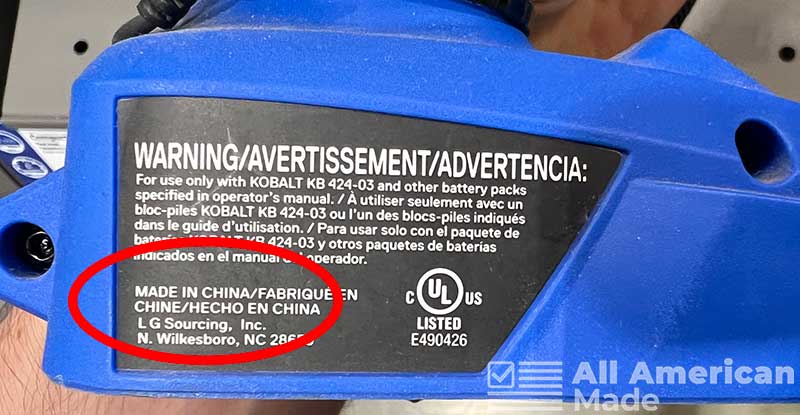 WARNING/AVERTISSEMENT/ADVERTENCIA:
For use only with KOBALT KB 424-03 and other battery packs
specified in operator's manual. / À utiliser seulement avec un
bloc-piles KOBALT KB 424-03 ou l'un des blocs-piles indiqués
dans le guide d'utilisation. / Para usar solo con el paquete de
baterías KOBALT KB 424-03 y otros paquetes de baterías
indicados en el manual de operador.
MADE IN CHINA/FABRIQUÉ EN
CHINE/HECHO EN CHINA
L G Sourcing, Inc.
N. Wilkesboro, NC
C UL US
LISTED
E490426
All American
Made